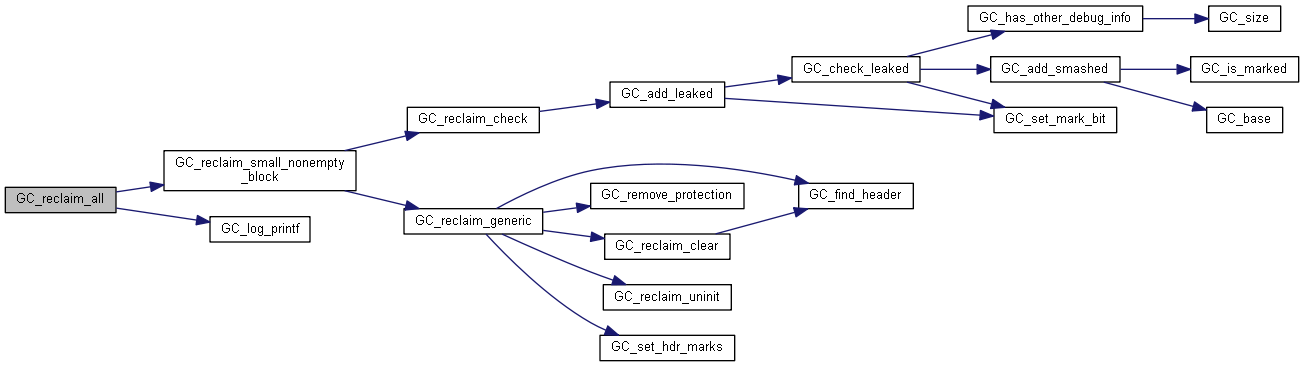 GC_reclaim_all
GC_reclaim_small_nonempty
_block
GC_log_printf
GC_reclaim_check
GC_reclaim_generic
GC_add_leaked
GC_remove_protection
GC_reclaim_clear
GC_reclaim_uninit
GC_set_hdr_marks
GC_check_leaked
GC_find_header
GC_has_other_debug_info
GC_add_smashed
GC_set_mark_bit
GC_size
GC_is_marked
GC_base